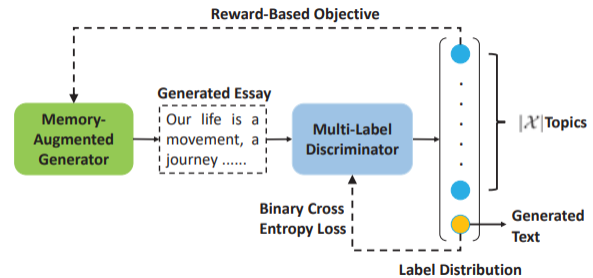 Reward-Based Objective
Generated Essay
Memory-
Augmented
Generator
Our life is a
movement, a
journey ......
Multi-Label
Discriminator
|𝒳| Topics
Binary Cross
Entropy Loss
Generated
Text
Label Distribution